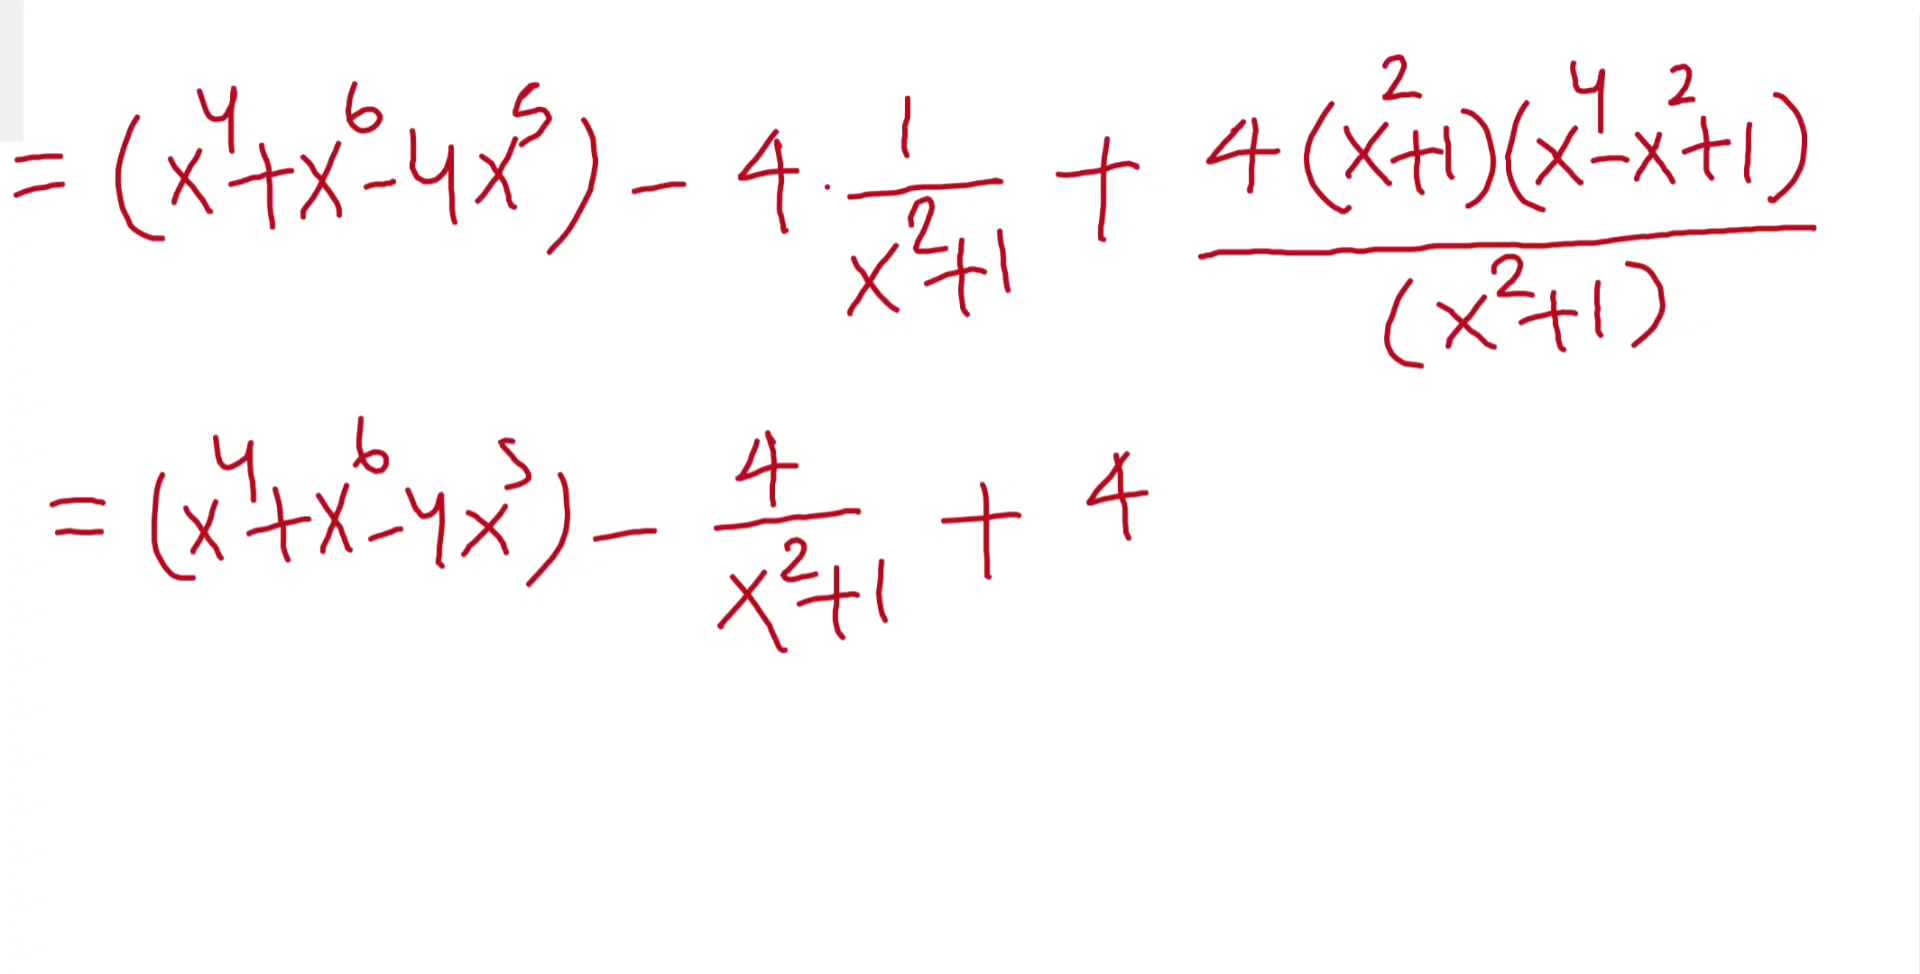 = (x⁴+x⁶-4x⁵) - 4 · 1/(x²+1) + 4(x²+1)(x⁴-x²+1)/(x²+1)
= (x⁴+x⁶-4x⁵) - 4/(x²+1) + 4